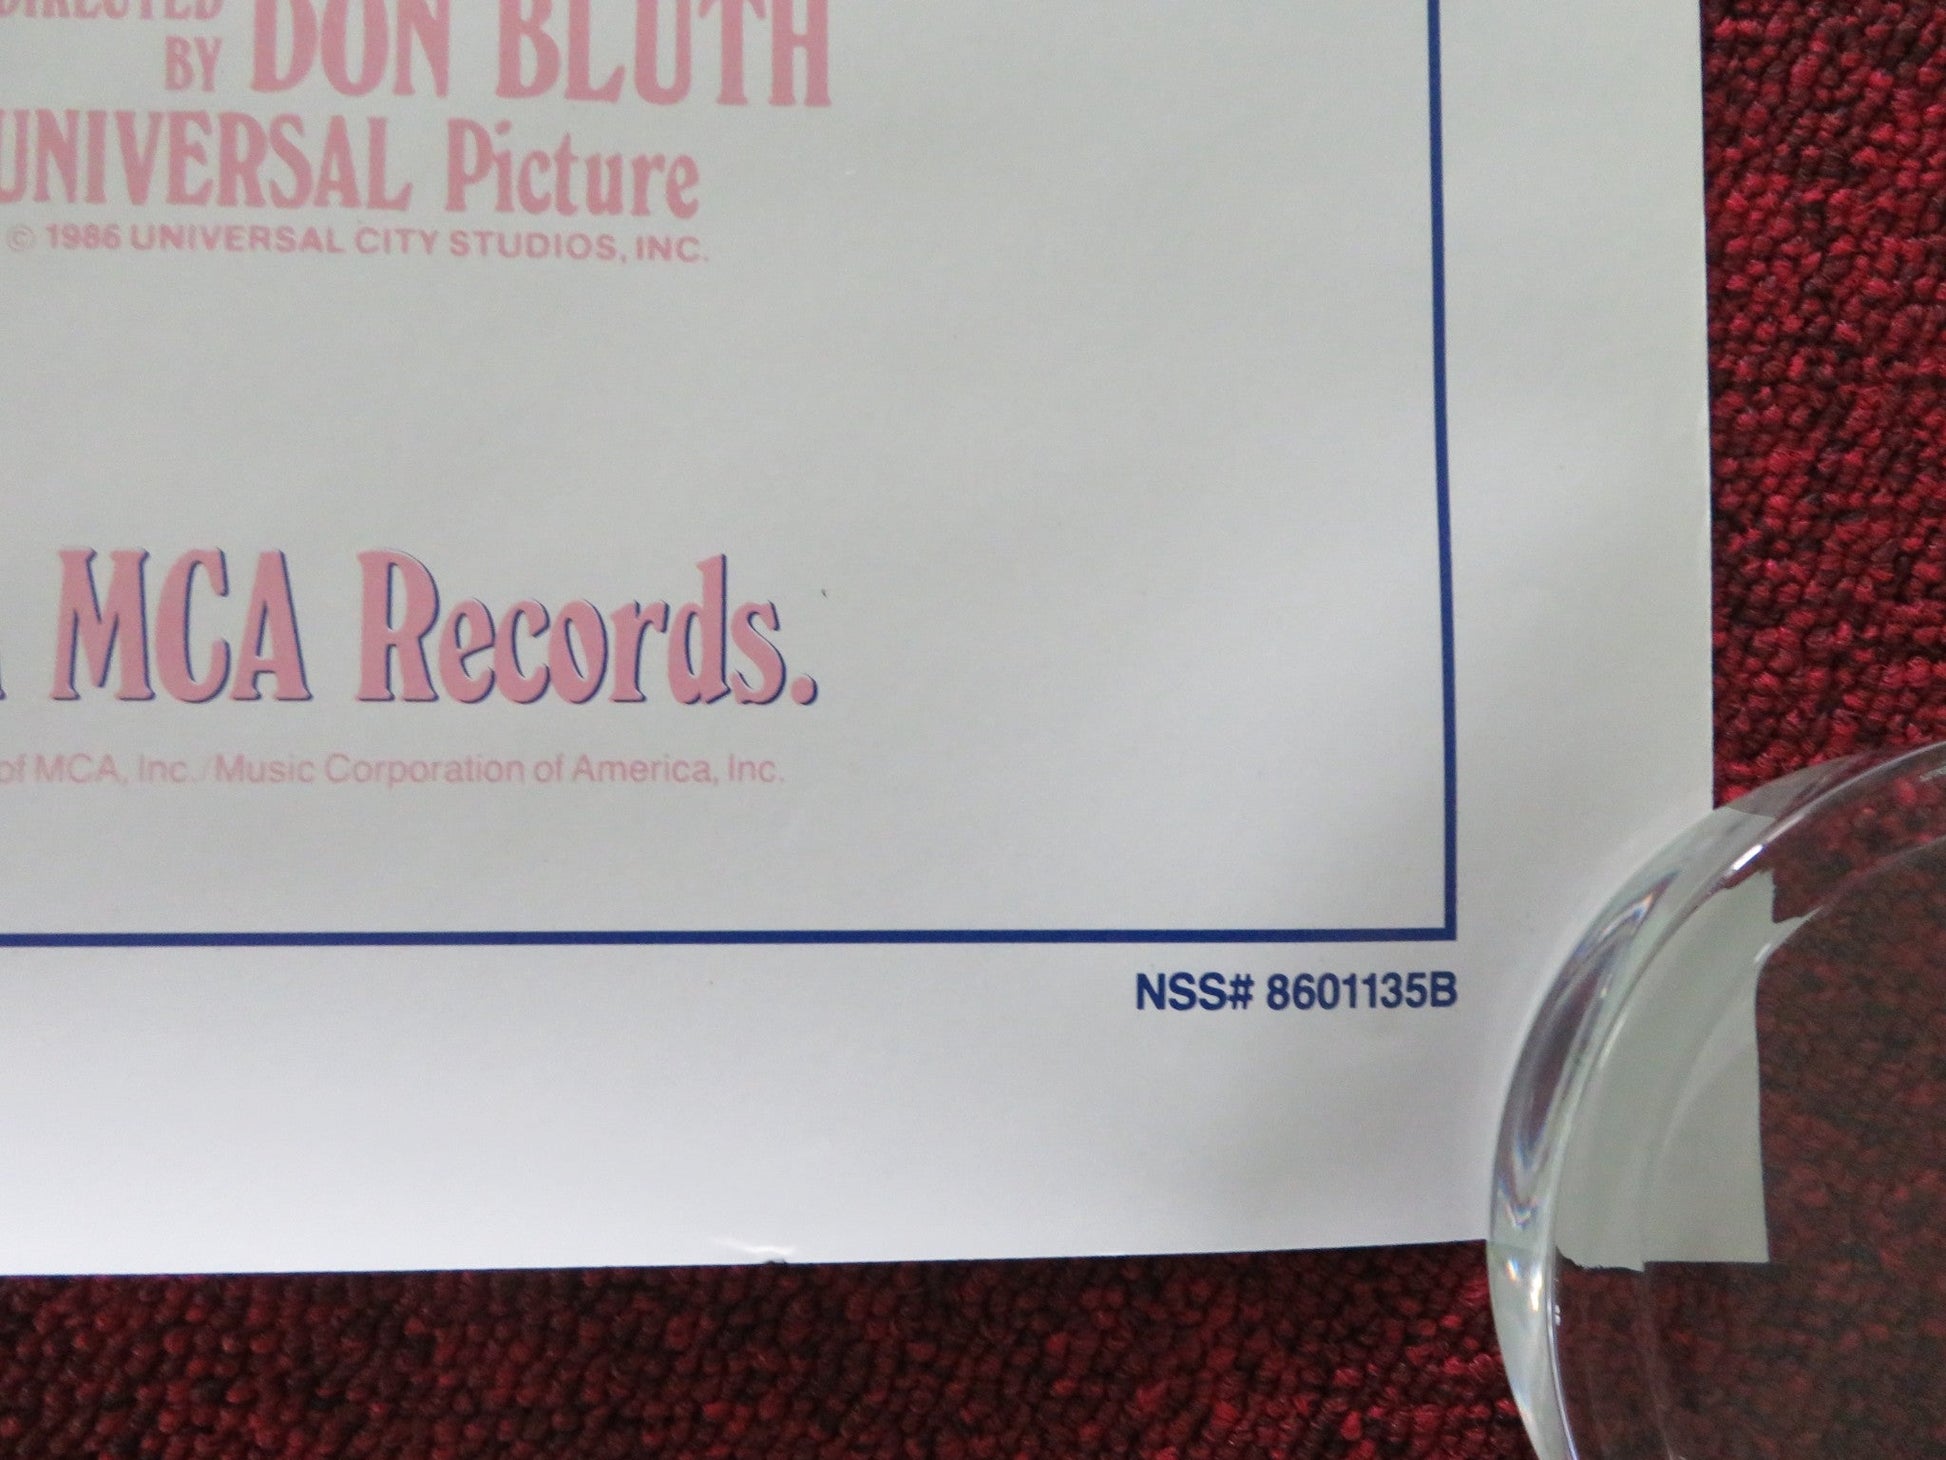 DIRECTED
BY DON BLUTH
UNIVERSAL Picture
© 1986 UNIVERSAL CITY STUDIOS, INC.
MCA Records.
of MCA, Inc./Music Corporation of America, Inc.
NSS# 8601135B